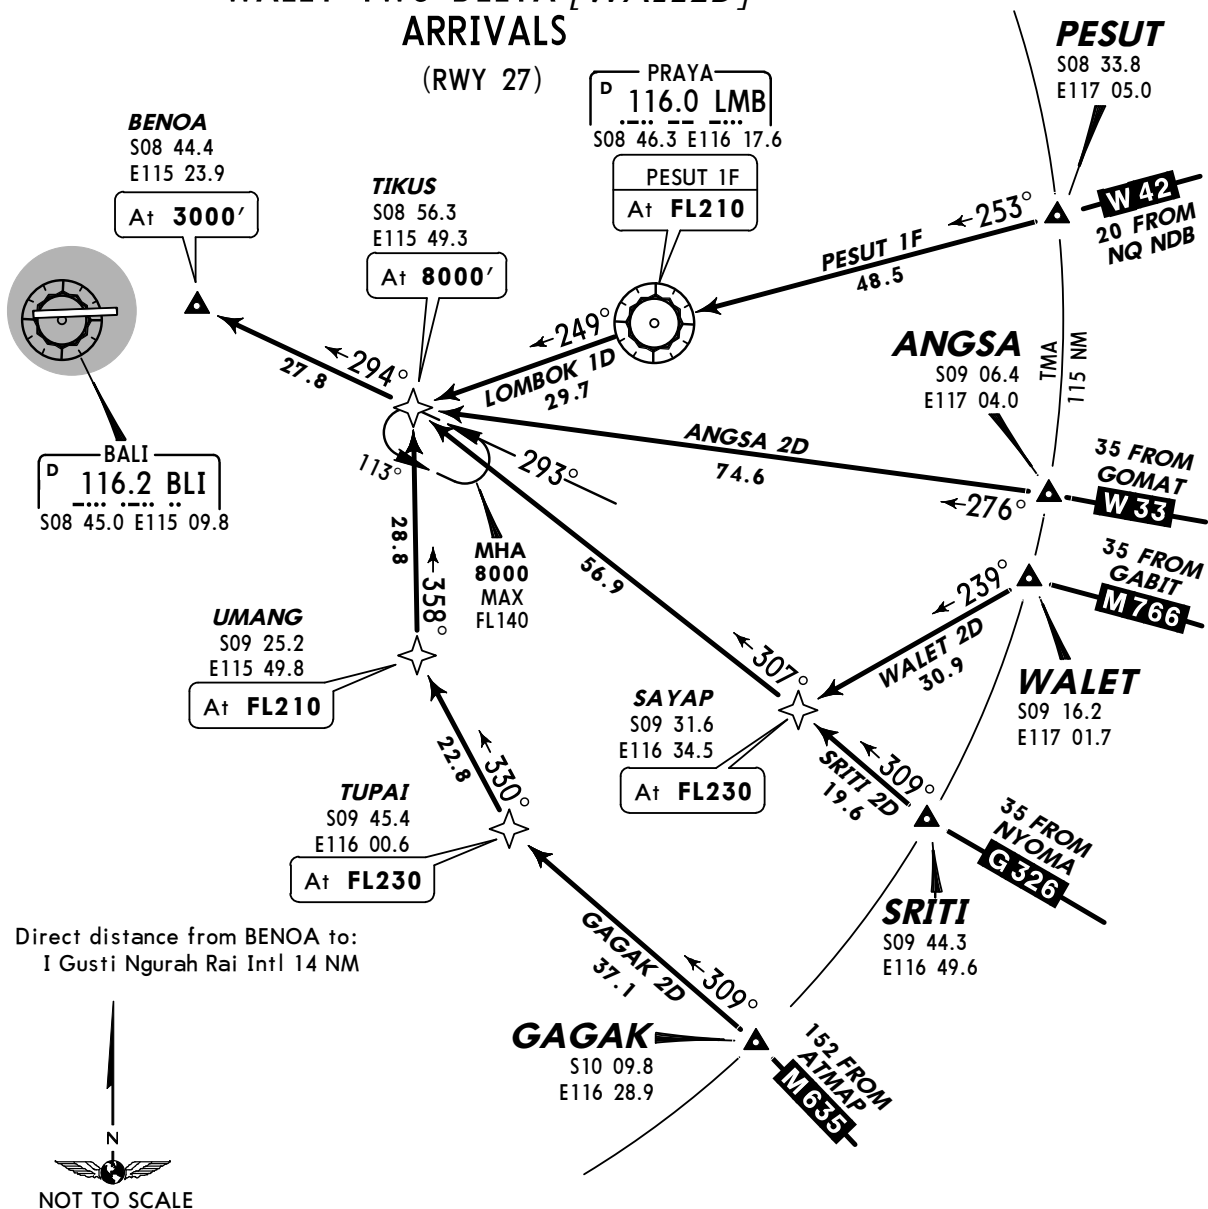 ARRIVALS
(RWY 27)
PESUT
S08 33.8
E117 05.0
PRAYA
D 116.0 LMB
S08 46.3 E116 17.6
PESUT 1F
At FL210
BENOA
S08 44.4
E115 23.9
At 3000'
TIKUS
S08 56.3
E115 49.3
At 8000'
W 42
20 FROM
NQ NDB
253°
PESUT 1F
48.5
249°
LOMBOK 1D
29.7
294°
27.8
ANGSA
S09 06.4
E117 04.0
TMA
115 NM
ANGSA 2D
74.6
276°
35 FROM
GOMAT
W 33
BALI
D 116.2 BLI
S08 45.0 E115 09.8
113°
293°
MHA
8000
MAX
FL140
28.8
358°
56.9
307°
35 FROM
GABIT
M 766
239°
WALET 2D
30.9
WALET
S09 16.2
E117 01.7
UMANG
S09 25.2
E115 49.8
At FL210
SAYAP
S09 31.6
E116 34.5
At FL230
309°
SRITI 2D
19.6
22.8
330°
TUPAI
S09 45.4
E116 00.6
At FL230
35 FROM
NYOMA
G 326
SRITI
S09 44.3
E116 49.6
Direct distance from BENOA to:
I Gusti Ngurah Rai Intl 14 NM
GAGAK 2D
37.1
309°
GAGAK
S10 09.8
E116 28.9
152 FROM
ATMAP
M 635
N
NOT TO SCALE